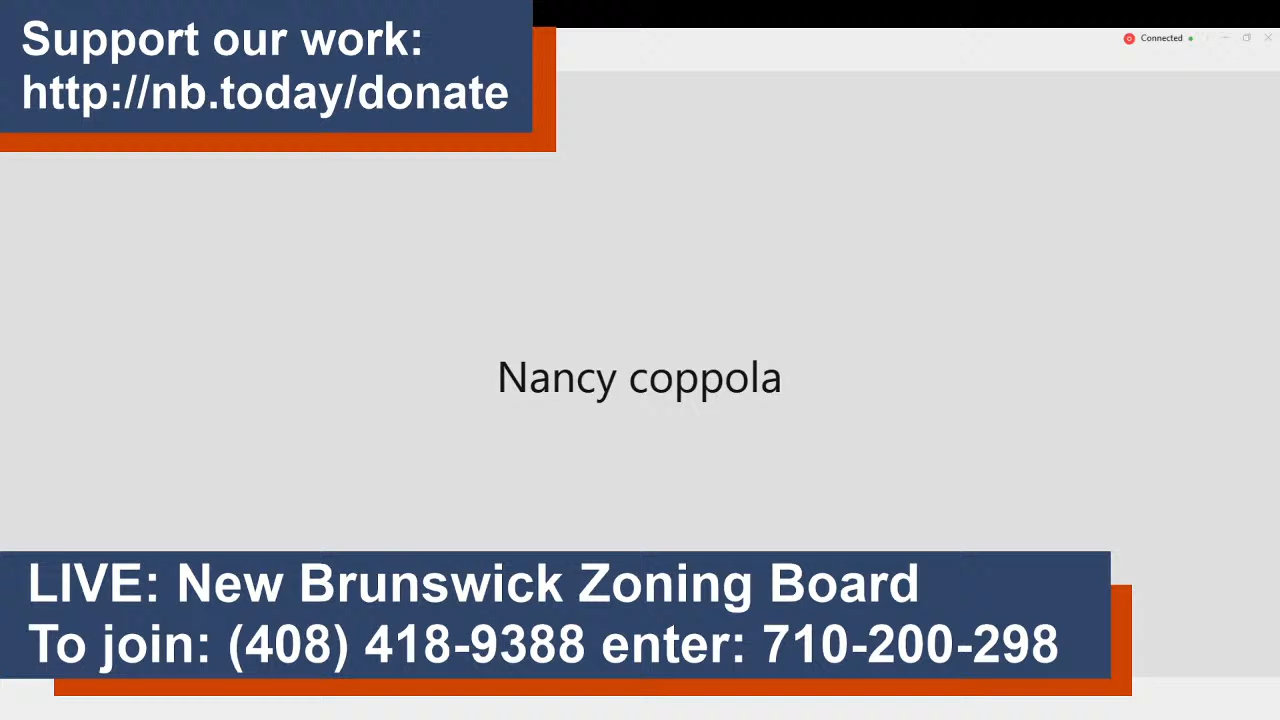 Support our work:
http://nb.today/donate
Connected
Nancy coppola
LIVE: New Brunswick Zoning Board
To join: (408) 418-9388 enter: 710-200-298